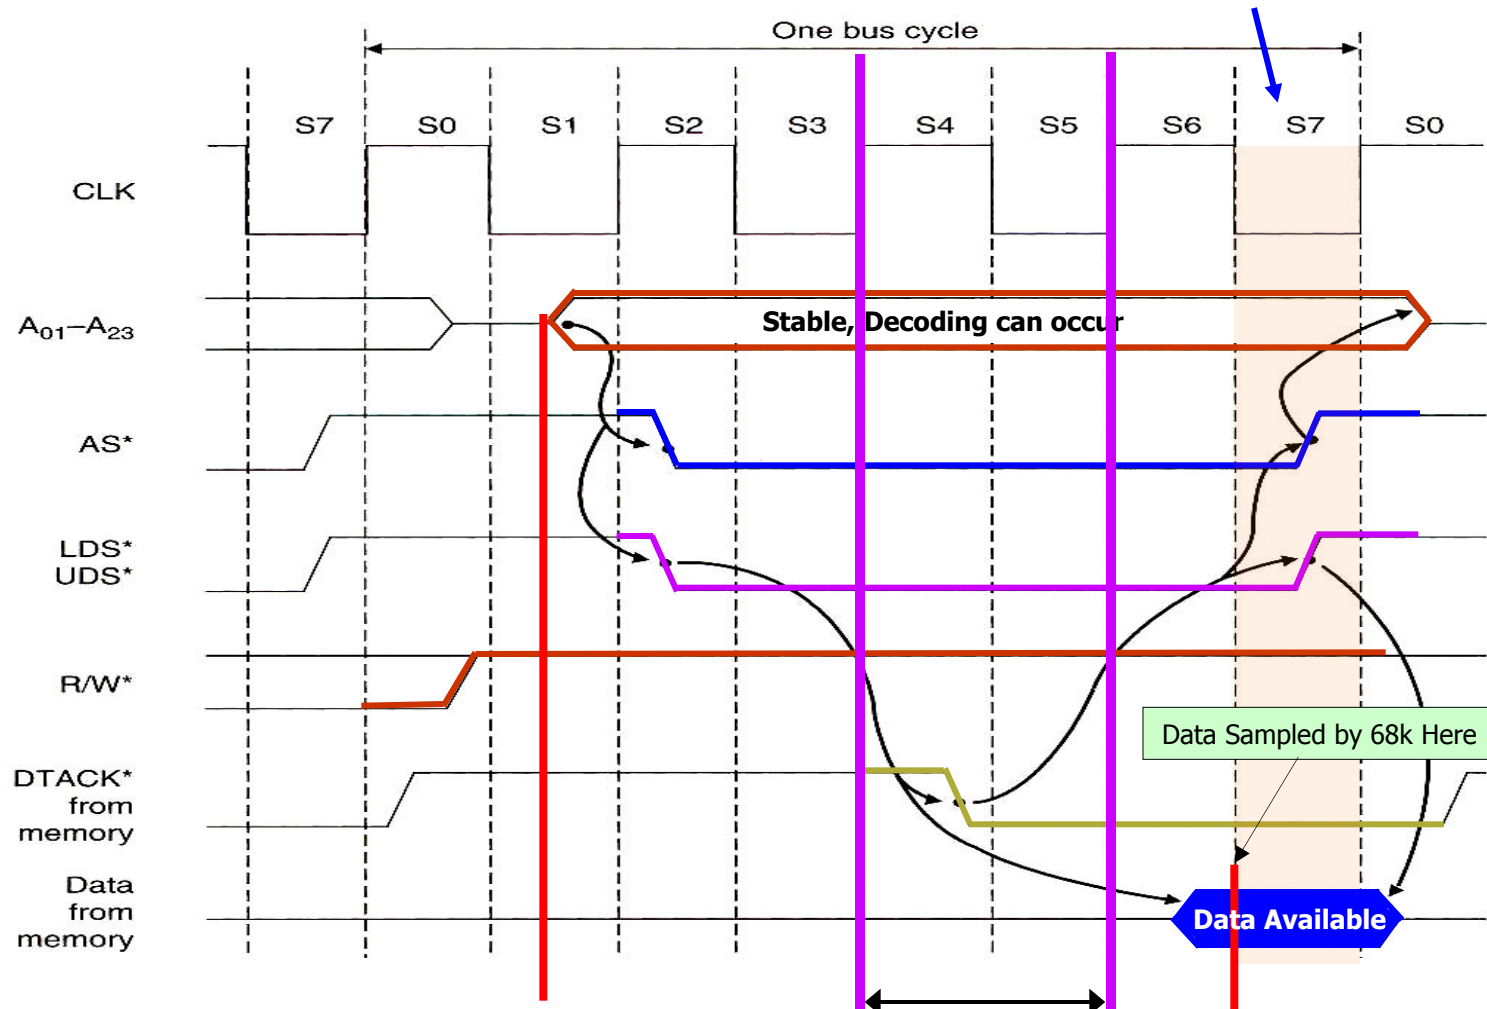 One bus cycle
S7 S0 S1 S2 S3 S4 S5 S6 S7 S0
CLK
A01–A23
Stable, Decoding can occur
AS*
LDS*
UDS*
R/W*
Data Sampled by 68k Here
DTACK*
from
memory
Data
from
memory
Data Available